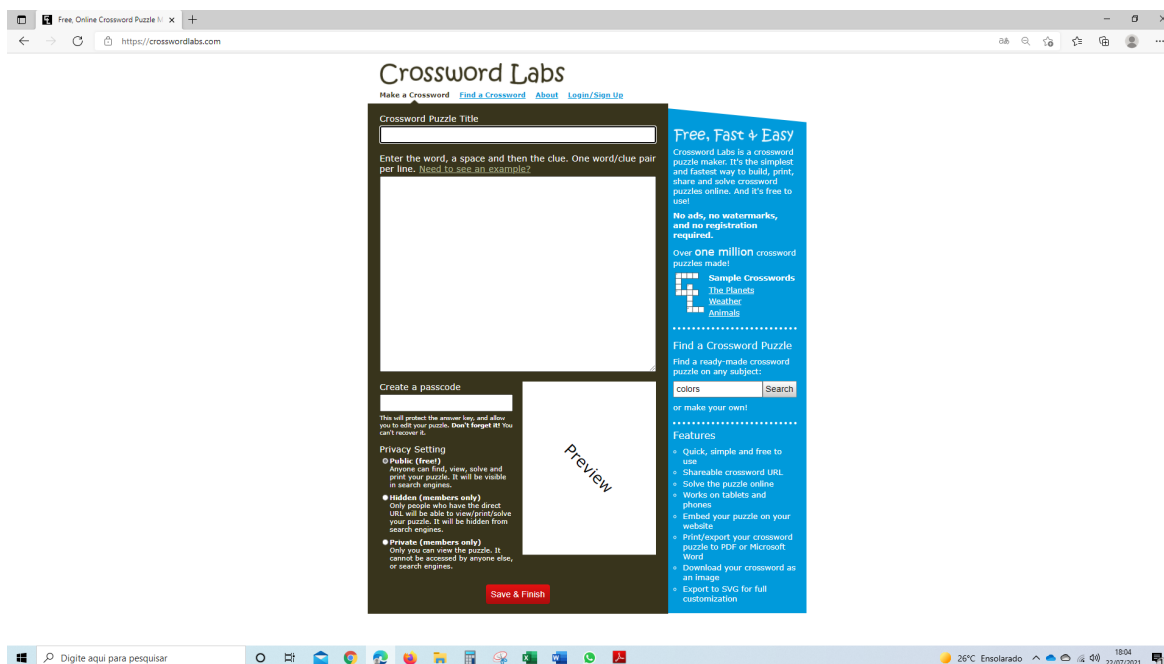 Free, Online Crossword Puzzle M
https://crosswordlabs.com
Crossword Labs
Make a Crossword Find a Crossword About Login/Sign Up
Crossword Puzzle Title
Enter the word, a space and then the clue. One word/clue pair
per line. Need to see an example?
Create a passcode
This will protect the answer key, and allow
you to edit your puzzle. Don't forget it! You
can't recover it.
Privacy Setting
Public (free!)
Anyone can find, view, solve and
print your puzzle. It will be visible
in search engines.
Hidden (members only)
Only people who have the direct
URL will be able to view/print/solve
your puzzle. It will be hidden from
search engines.
Private (members only)
Only you can view the puzzle. It
cannot be accessed by anyone else,
or search engines.
Preview
Save & Finish
Free, Fast & Easy
Crossword Labs is a crossword
puzzle maker. It's the simplest
and fastest way to build, print,
share and solve crossword
puzzles online. And it's free to
use!
No ads, no watermarks,
and no registration
required.
Over one million crossword
puzzles made!
Sample Crosswords
The Planets
Weather
Animals
Find a Crossword Puzzle
Find a ready-made crossword
puzzle on any subject:
colors Search
or make your own!
Features
Quick, simple and free to
use
Shareable crossword URL
Solve the puzzle online
Works on tablets and
phones
Embed your puzzle on your
website
Print/export your crossword
puzzle to PDF or Microsoft
Word
Download your crossword as
an image
Export to SVG for full
customization
Digite aqui para pesquisar
26°C Ensolarado
18:04
22/07/2021